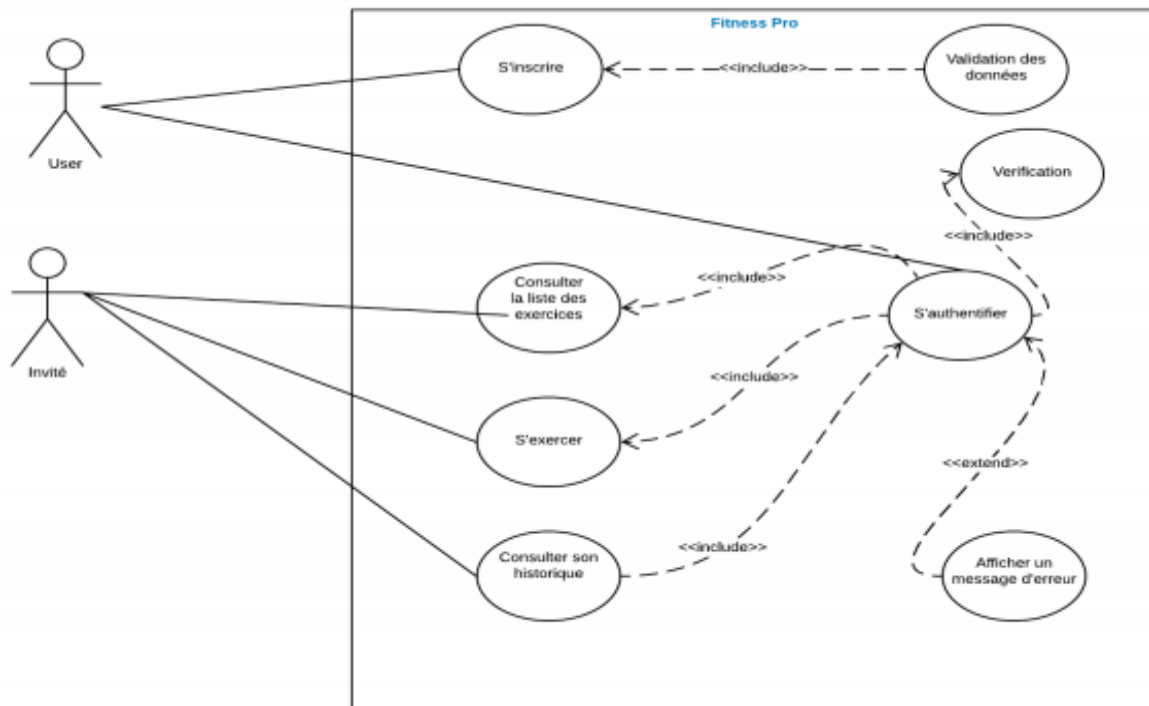 Fitness Pro
S'inscrire
<<include>>
Validation des
données
User
Verification
<<include>>
Consulter
la liste des
exercices
<<include>>
S'authentifier
Invité
<<include>>
S'exercer
<<extend>>
Consulter son
historique
<<include>>
Afficher un
message d'erreur